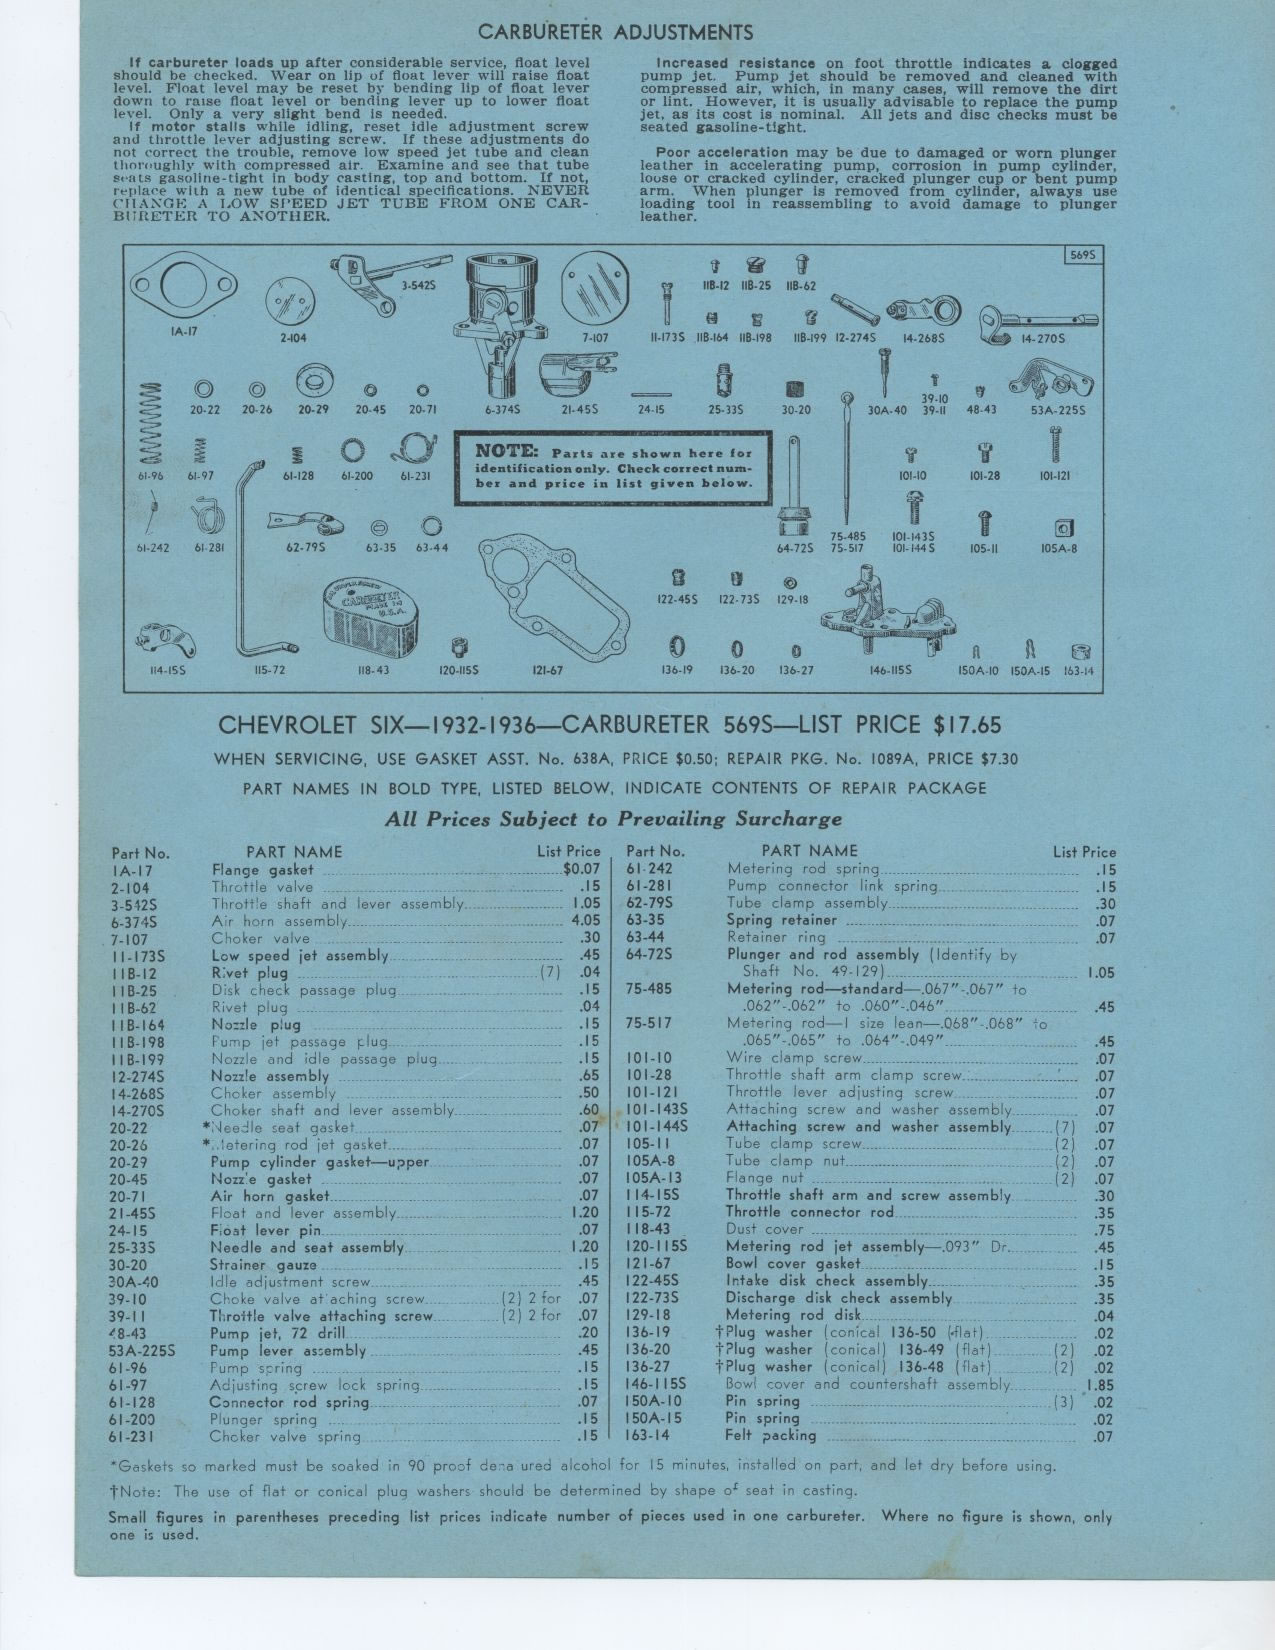 CARBURETER ADJUSTMENTS
If carbureter loads up after considerable service, float level
should be checked. Wear on lip of float lever will raise float
level. Float level may be reset by bending lip of float lever
down to raise float level or bending lever up to lower float
level. Only a very slight bend is needed.
If motor stalls while idling, reset idle adjustment screw
and throttle lever adjusting screw. If these adjustments do
not correct the trouble, remove low speed jet tube and clean
thoroughly with compressed air. Examine and see that tube
seats gasoline-tight in body casting, top and bottom. If not,
replace with a new tube of identical specifications. NEVER
CHANGE A LOW SPEED JET TUBE FROM ONE CAR-
BURETER TO ANOTHER.
Increased resistance on foot throttle indicates a clogged
pump jet. Pump jet should be removed and cleaned with
compressed air, which, in many cases, will remove the dirt
or lint. However, it is usually advisable to replace the pump
jet, as its cost is nominal. All jets and disc checks must be
seated gasoline-tight.
Poor acceleration may be due to damaged or worn plunger
leather in accelerating pump, corrosion in pump cylinder,
loose or cracked cylinder, cracked plunger cup or bent pump
arm. When plunger is removed from cylinder, always use
loading tool in reassembling to avoid damage to plunger
leather.
569S
3-542S
11B-12 11B-25 11B-62
1A-17 2-104 7-107 11-173S 11B-164 11B-198 11B-199 12-274S 14-268S 14-270S
39-10
20-22 20-26 20-29 20-45 20-71 6-374S 21-45S 24-15 25-33S 30-20 30A-40 39-11 48-43 53A-225S
NOTE: Parts are shown here for
identification only. Check correct num-
ber and price in list given below.
61-96 61-97 61-128 61-200 61-231 101-10 101-28 101-121
75-485 101-143S
61-242 61-281 62-79S 63-35 63-44 64-72S 75-517 101-144S 105-11 105A-8
CARBURETER
MADE IN
U.S.A.
122-45S 122-73S 129-18
114-15S 115-72 118-43 120-115S 121-67 136-19 136-20 136-27 146-115S 150A-10 150A-15 163-14
CHEVROLET SIX—1932-1936—CARBURETER 569S—LIST PRICE $17.65
WHEN SERVICING, USE GASKET ASST. No. 638A, PRICE $0.50; REPAIR PKG. No. 1089A, PRICE $7.30
PART NAMES IN BOLD TYPE, LISTED BELOW, INDICATE CONTENTS OF REPAIR PACKAGE
All Prices Subject to Prevailing Surcharge
Part No. PART NAME List Price
1A-17 Flange gasket $0.07
2-104 Throttle valve .15
3-542S Throttle shaft and lever assembly 1.05
6-374S Air horn assembly 4.05
7-107 Choker valve .30
11-173S Low speed jet assembly .45
11B-12 Rivet plug (7) .04
11B-25 Disk check passage plug .15
11B-62 Rivet plug .04
11B-164 Nozzle plug .15
11B-198 Pump jet passage plug .15
11B-199 Nozzle and idle passage plug .15
12-274S Nozzle assembly .65
14-268S Choker assembly .50
14-270S Choker shaft and lever assembly .60
20-22 *Needle seat gasket .07
20-26 *Metering rod jet gasket .07
20-29 Pump cylinder gasket—upper .07
20-45 Nozzle gasket .07
20-71 Air horn gasket .07
21-45S Float and lever assembly 1.20
24-15 Float lever pin .07
25-33S Needle and seat assembly 1.20
30-20 Strainer gauze .15
30A-40 Idle adjustment screw .45
39-10 Choke valve attaching screw (2) 2 for .07
39-11 Throttle valve attaching screw (2) 2 for .07
48-43 Pump jet, 72 drill .20
53A-225S Pump lever assembly .45
61-96 Pump spring .15
61-97 Adjusting screw lock spring .15
61-128 Connector rod spring .07
61-200 Plunger spring .15
61-231 Choker valve spring .15
Part No. PART NAME List Price
61-242 Metering rod spring .15
61-281 Pump connector link spring .15
62-79S Tube clamp assembly .30
63-35 Spring retainer .07
63-44 Retainer ring .07
64-72S Plunger and rod assembly (Identify by
Shaft No. 49-129) 1.05
75-485 Metering rod—standard—.067"-.067" to
.062"-.062" to .060"-.046" .45
75-517 Metering rod—1 size lean—.068"-.068" to
.065"-.065" to .064"-.049" .45
101-10 Wire clamp screw .07
101-28 Throttle shaft arm clamp screw .07
101-121 Throttle lever adjusting screw .07
101-143S Attaching screw and washer assembly .07
101-144S Attaching screw and washer assembly (7) .07
105-11 Tube clamp screw (2) .07
105A-8 Tube clamp nut (2) .07
105A-13 Flange nut (2) .07
114-15S Throttle shaft arm and screw assembly .30
115-72 Throttle connector rod .35
118-43 Dust cover .75
120-115S Metering rod jet assembly—.093" Dr. .45
121-67 Bowl cover gasket .15
122-45S Intake disk check assembly .35
122-73S Discharge disk check assembly .35
129-18 Metering rod disk .04
136-19 †Plug washer (conical 136-50 (flat) .02
136-20 †Plug washer (conical) 136-49 (flat) (2) .02
136-27 †Plug washer (conical) 136-48 (flat) (2) .02
146-115S Bowl cover and countershaft assembly 1.85
150A-10 Pin spring (3) .02
150A-15 Pin spring .02
163-14 Felt packing .07
*Gaskets so marked must be soaked in 90 proof dena ured alcohol for 15 minutes, installed on part, and let dry before using.
†Note: The use of flat or conical plug washers should be determined by shape of seat in casting.
Small figures in parentheses preceding list prices indicate number of pieces used in one carbureter. Where no figure is shown, only
one is used.